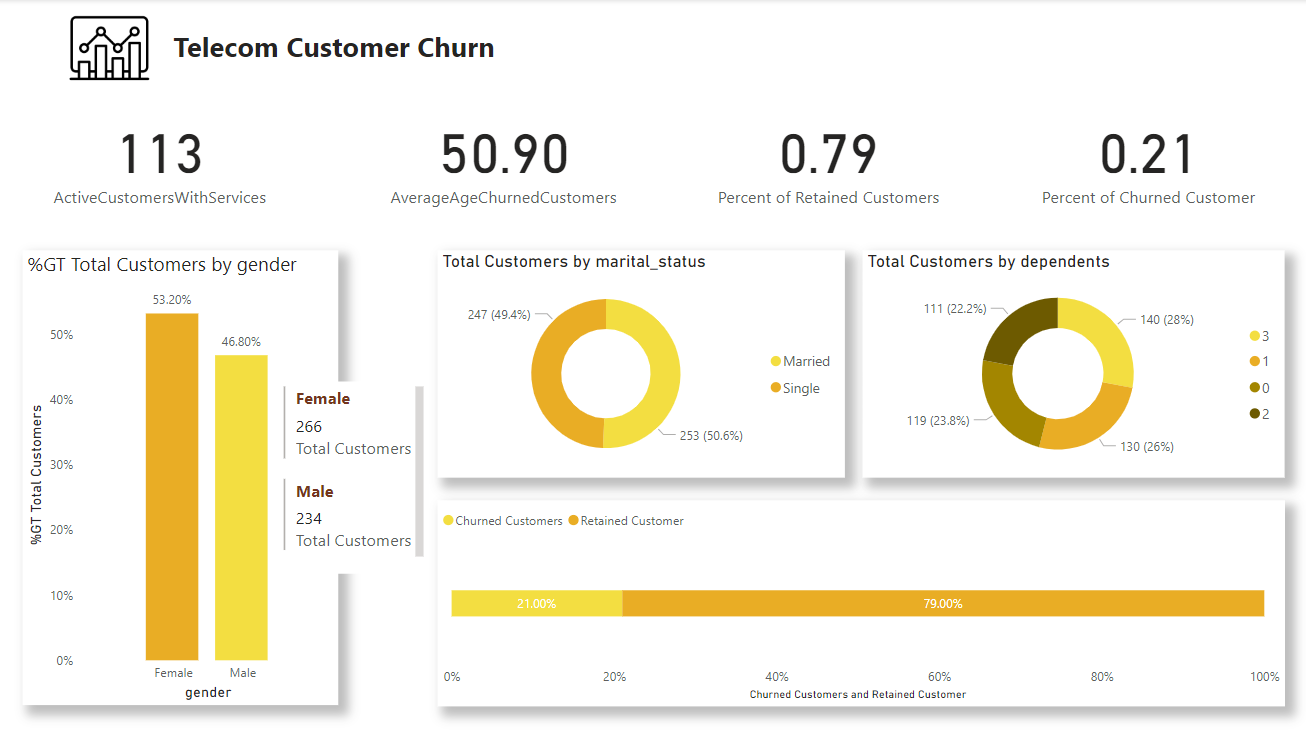 Telecom Customer Churn
113
ActiveCustomersWithServices
50.90
AverageAgeChurnedCustomers
0.79
Percent of Retained Customers
0.21
Percent of Churned Customer
%GT Total Customers by gender
53.20%
46.80%
50%
40%
30%
20%
10%
0%
%GT Total Customers
Female
Male
gender
Female
266
Total Customers
Male
234
Total Customers
Total Customers by marital_status
247 (49.4%)
253 (50.6%)
Married
Single
Total Customers by dependents
111 (22.2%)
140 (28%)
119 (23.8%)
130 (26%)
3
1
0
2
Churned Customers Retained Customer
21.00% 79.00%
0% 20% 40% 60% 80% 100%
Churned Customers and Retained Customer